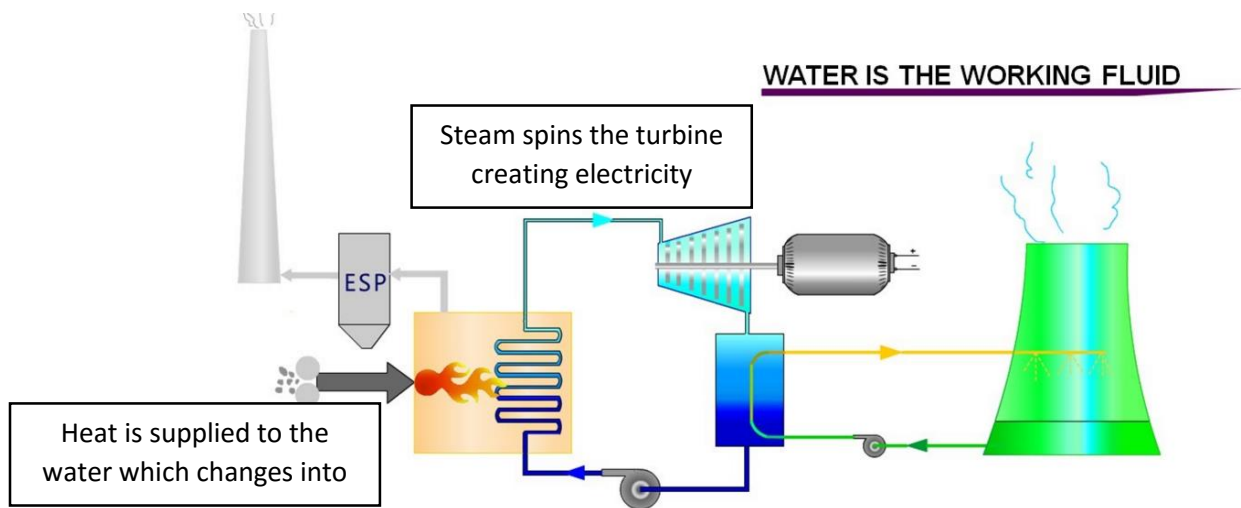 WATER IS THE WORKING FLUID
Steam spins the turbine
creating electricity
ESP
+
−
Heat is supplied to the
water which changes into